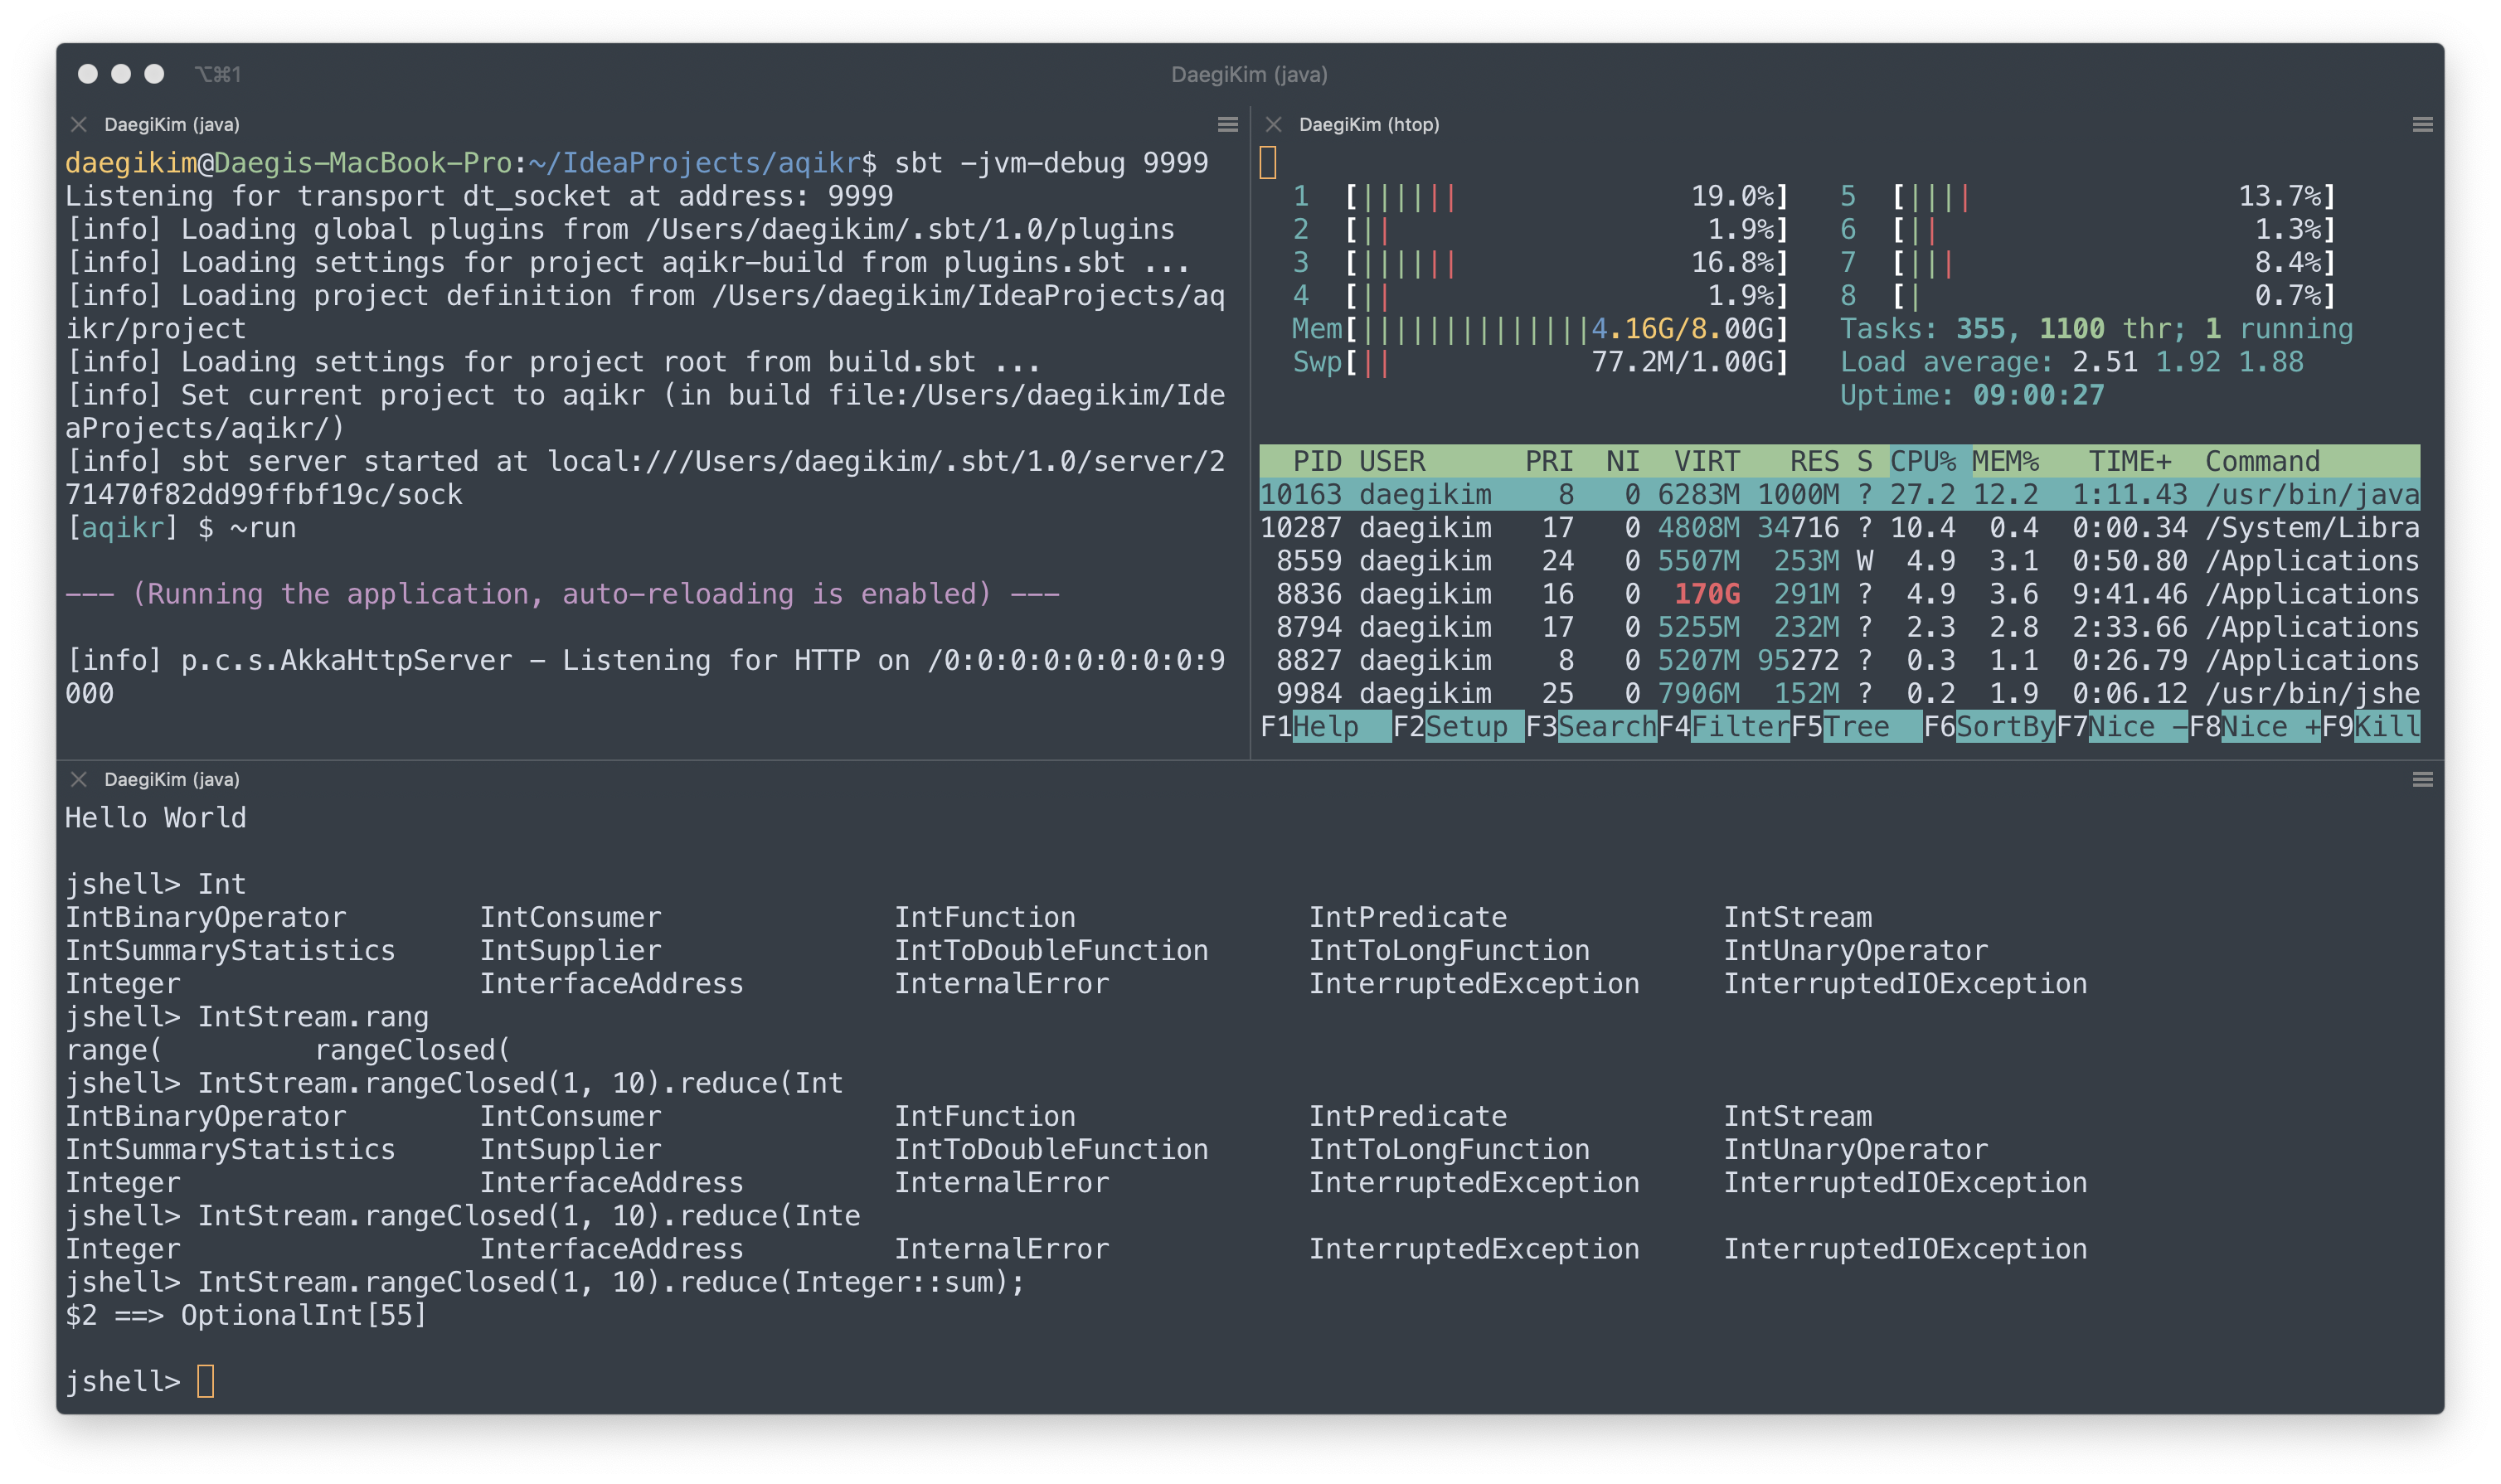 ⌥⌘1 DaegiKim (java)
DaegiKim (java)
daegikim@Daegis-MacBook-Pro:~/IdeaProjects/aqikr$ sbt -jvm-debug 9999
Listening for transport dt_socket at address: 9999
[info] Loading global plugins from /Users/daegikim/.sbt/1.0/plugins
[info] Loading settings for project aqikr-build from plugins.sbt ...
[info] Loading project definition from /Users/daegikim/IdeaProjects/aq
ikr/project
[info] Loading settings for project root from build.sbt ...
[info] Set current project to aqikr (in build file:/Users/daegikim/Ide
aProjects/aqikr/)
[info] sbt server started at local:///Users/daegikim/.sbt/1.0/server/2
71470f82dd99ffbf19c/sock
[aqikr] $ ~run
--- (Running the application, auto-reloading is enabled) ---
[info] p.c.s.AkkaHttpServer - Listening for HTTP on /0:0:0:0:0:0:0:0:9
000
DaegiKim (htop)
1 [|||||| 19.0%] 5 [|||| 13.7%]
2 [|| 1.9%] 6 [|| 1.3%]
3 [|||||| 16.8%] 7 [||| 8.4%]
4 [|| 1.9%] 8 [| 0.7%]
Mem[||||||||||||||4.16G/8.00G] Tasks: 355, 1100 thr; 1 running
Swp[|| 77.2M/1.00G] Load average: 2.51 1.92 1.88
Uptime: 09:00:27
PID USER PRI NI VIRT RES S CPU% MEM% TIME+ Command
10163 daegikim 8 0 6283M 1000M ? 27.2 12.2 1:11.43 /usr/bin/java
10287 daegikim 17 0 4808M 34716 ? 10.4 0.4 0:00.34 /System/Libra
8559 daegikim 24 0 5507M 253M W 4.9 3.1 0:50.80 /Applications
8836 daegikim 16 0 170G 291M ? 4.9 3.6 9:41.46 /Applications
8794 daegikim 17 0 5255M 232M ? 2.3 2.8 2:33.66 /Applications
8827 daegikim 8 0 5207M 95272 ? 0.3 1.1 0:26.79 /Applications
9984 daegikim 25 0 7906M 152M ? 0.2 1.9 0:06.12 /usr/bin/jshe
F1Help F2Setup F3SearchF4FilterF5Tree F6SortByF7Nice -F8Nice +F9Kill
DaegiKim (java)
Hello World
jshell> Int
IntBinaryOperator IntConsumer IntFunction IntPredicate IntStream
IntSummaryStatistics IntSupplier IntToDoubleFunction IntToLongFunction IntUnaryOperator
Integer InterfaceAddress InternalError InterruptedException InterruptedIOException
jshell> IntStream.rang
range( rangeClosed(
jshell> IntStream.rangeClosed(1, 10).reduce(Int
IntBinaryOperator IntConsumer IntFunction IntPredicate IntStream
IntSummaryStatistics IntSupplier IntToDoubleFunction IntToLongFunction IntUnaryOperator
Integer InterfaceAddress InternalError InterruptedException InterruptedIOException
jshell> IntStream.rangeClosed(1, 10).reduce(Inte
Integer InterfaceAddress InternalError InterruptedException InterruptedIOException
jshell> IntStream.rangeClosed(1, 10).reduce(Integer::sum);
$2 ==> OptionalInt[55]
jshell>